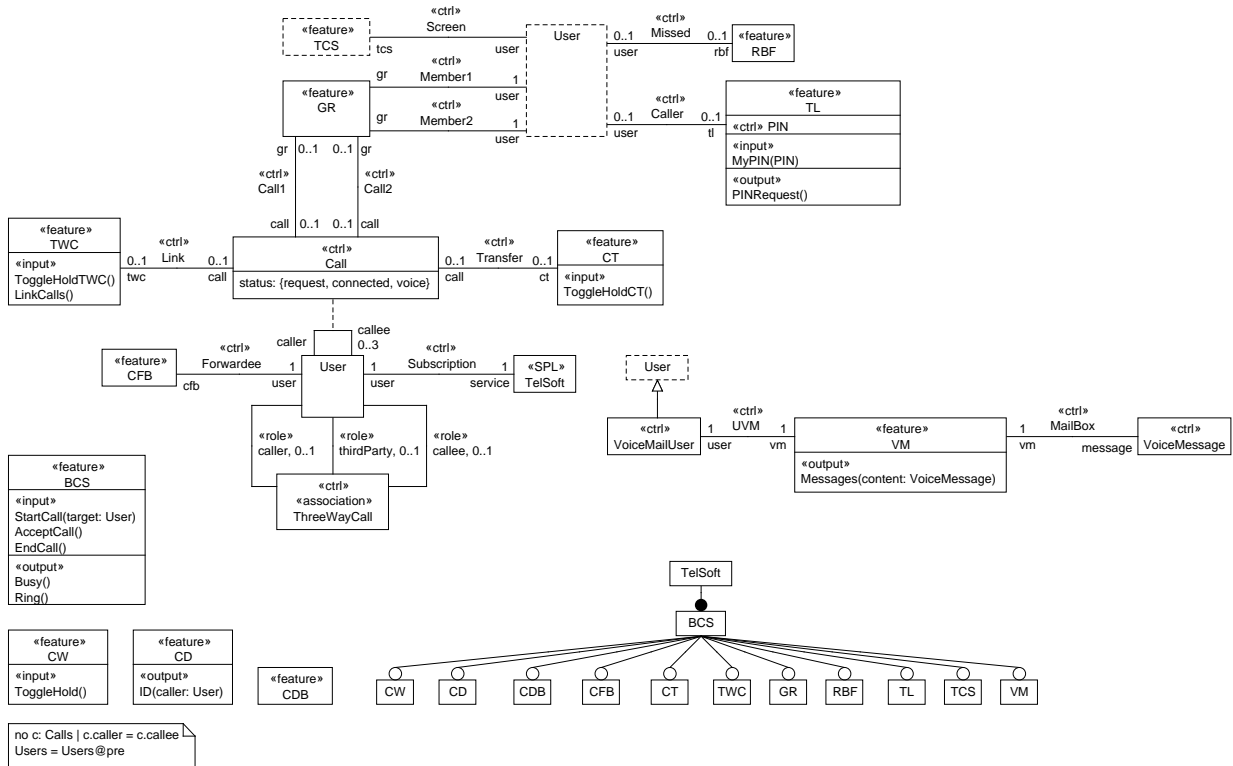 «feature»
TCS
«ctrl»
Screen
tcs
user
User
«ctrl»
Missed
0..1
0..1
user
rbf
«feature»
RBF
«feature»
GR
gr
«ctrl»
Member1
1
user
gr
«ctrl»
Member2
1
user
«ctrl»
Caller
0..1
0..1
user
tl
«feature»
TL
«ctrl» PIN
«input»
MyPIN(PIN)
«output»
PINRequest()
gr
0..1
0..1
gr
«ctrl»
Call1
«ctrl»
Call2
call
0..1
0..1
call
«feature»
TWC
«input»
ToggleHoldTWC()
LinkCalls()
«ctrl»
Link
0..1
0..1
twc
call
«ctrl»
Call
status: {request, connected, voice}
«ctrl»
Transfer
0..1
0..1
call
ct
«feature»
CT
«input»
ToggleHoldCT()
caller
callee
0..3
«feature»
CFB
«ctrl»
Forwardee
1
cfb
user
User
«ctrl»
Subscription
1
1
user
service
«SPL»
TelSoft
«role»
caller, 0..1
«role»
thirdParty, 0..1
«role»
callee, 0..1
«ctrl»
«association»
ThreeWayCall
User
«ctrl»
VoiceMailUser
«ctrl»
UVM
1
1
user
vm
«feature»
VM
«output»
Messages(content: VoiceMessage)
«ctrl»
MailBox
1
vm
message
«ctrl»
VoiceMessage
«feature»
BCS
«input»
StartCall(target: User)
AcceptCall()
EndCall()
«output»
Busy()
Ring()
«feature»
CW
«input»
ToggleHold()
«feature»
CD
«output»
ID(caller: User)
«feature»
CDB
TelSoft
BCS
CW
CD
CDB
CFB
CT
TWC
GR
RBF
TL
TCS
VM
no c: Calls | c.caller = c.callee
Users = Users@pre